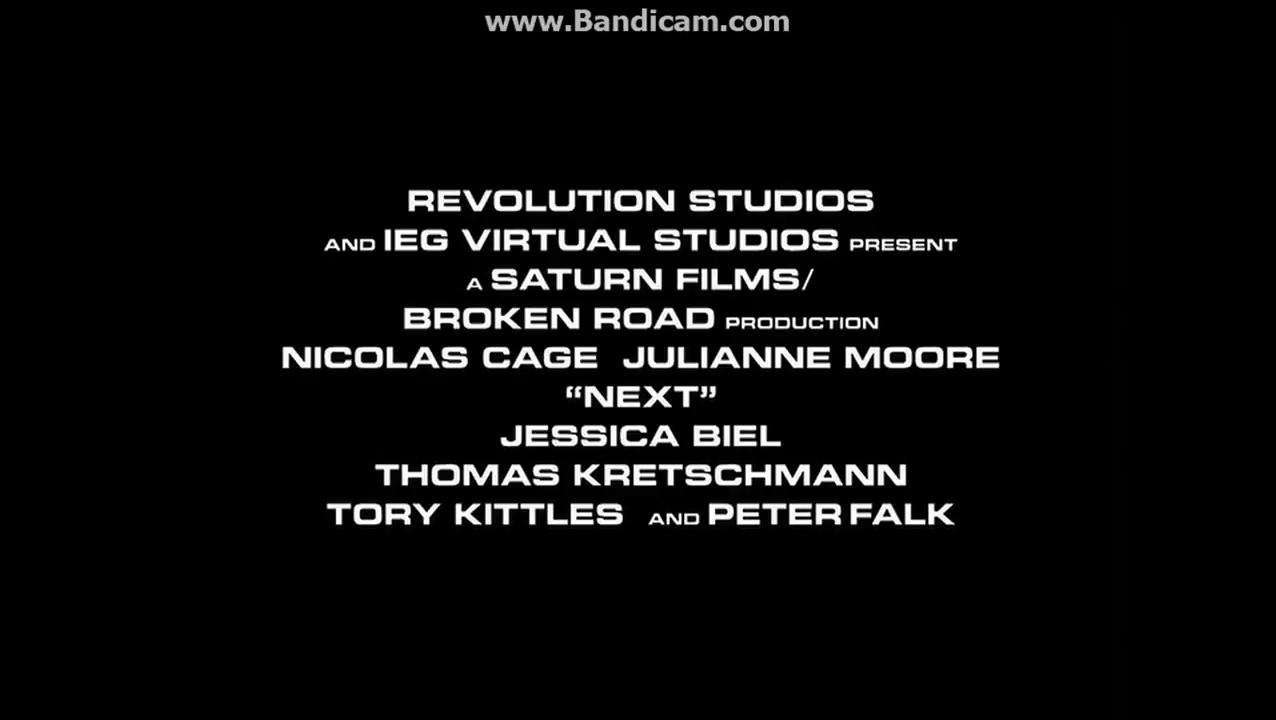 www.Bandicam.com
REVOLUTION STUDIOS
AND IEG VIRTUAL STUDIOS PRESENT
A SATURN FILMS/
BROKEN ROAD PRODUCTION
NICOLAS CAGE JULIANNE MOORE
“NEXT”
JESSICA BIEL
THOMAS KRETSCHMANN
TORY KITTLES AND PETER FALK